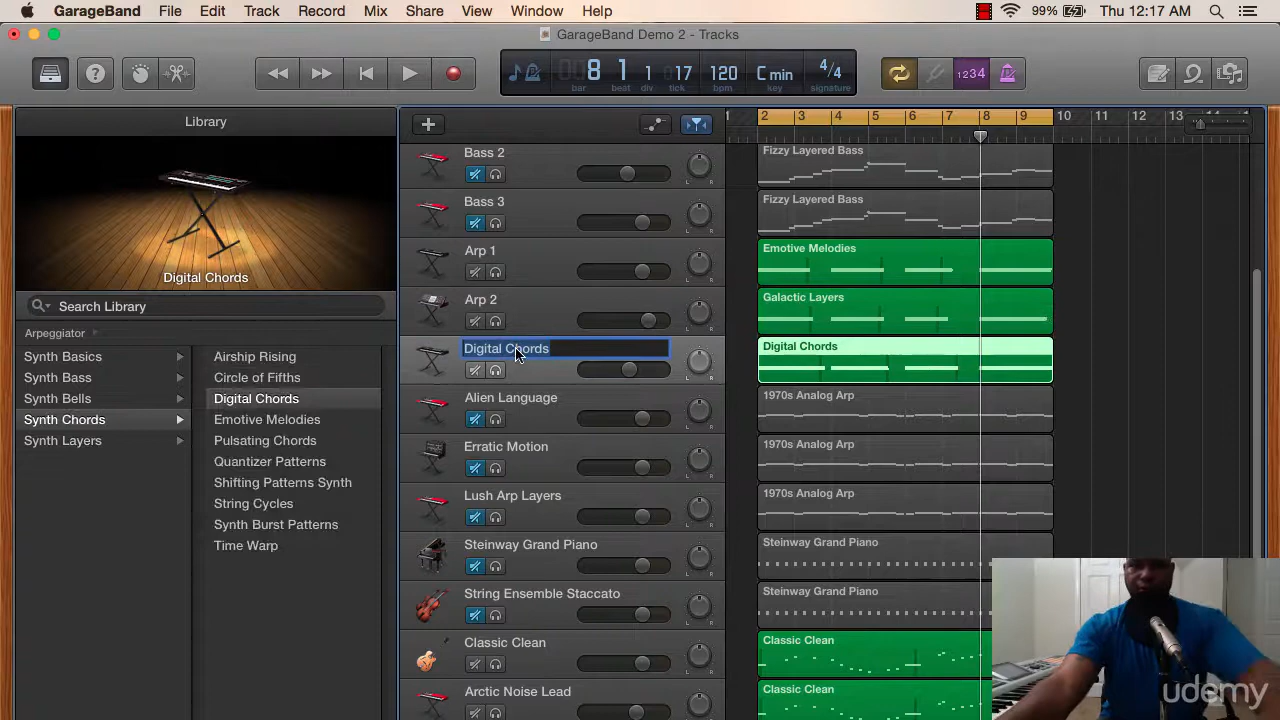 GarageBand File Edit Track Record Mix Share View Window Help
99% Thu 12:17 AM
GarageBand Demo 2 - Tracks
008 1 1 017 120 C min 4/4
bar beat div tick bpm key signature
1234
Library
Digital Chords
Search Library
Arpeggiator
Synth Basics
Synth Bass
Synth Bells
Synth Chords
Synth Layers
Airship Rising
Circle of Fifths
Digital Chords
Emotive Melodies
Pulsating Chords
Quantizer Patterns
Shifting Patterns Synth
String Cycles
Synth Burst Patterns
Time Warp
1 2 3 4 5 6 7 8 9 10 11 12 13 14
Bass 2
L R
Fizzy Layered Bass
Bass 3
L R
Fizzy Layered Bass
Arp 1
L R
Emotive Melodies
Arp 2
L R
Galactic Layers
Digital Chords
L R
Digital Chords
Alien Language
L R
1970s Analog Arp
Erratic Motion
L R
1970s Analog Arp
Lush Arp Layers
L R
1970s Analog Arp
Steinway Grand Piano
L R
Steinway Grand Piano
String Ensemble Staccato
L R
Steinway Grand Piano
Classic Clean
L R
Classic Clean
Arctic Noise Lead
Classic Clean
udemy